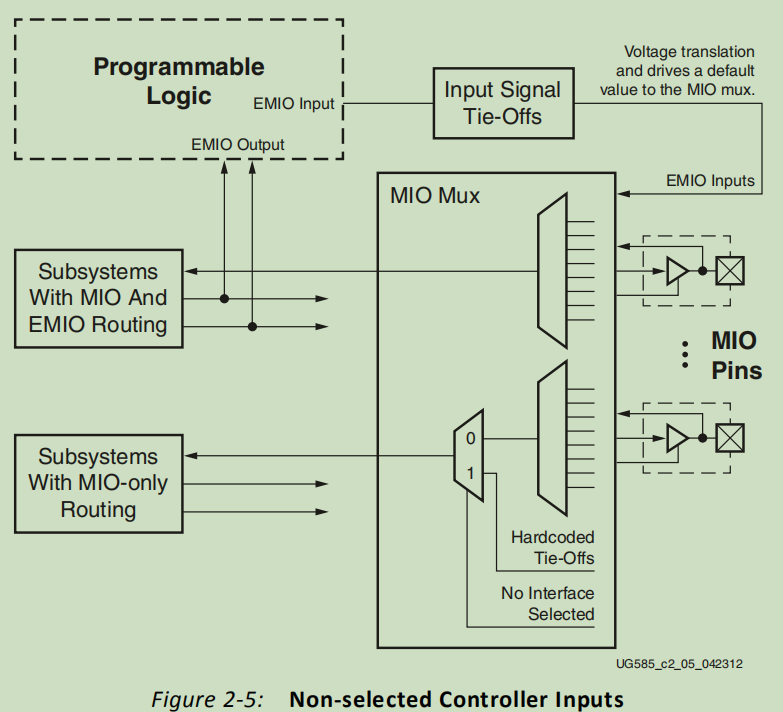 Programmable
Logic
EMIO Input
EMIO Output
Input Signal
Tie-Offs
Voltage translation
and drives a default
value to the MIO mux.
EMIO Inputs
MIO Mux
Subsystems
With MIO And
EMIO Routing
MIO
Pins
Subsystems
With MIO-only
Routing
0
1
Hardcoded
Tie-Offs
No Interface
Selected
UG585_c2_05_042312
Figure 2-5: Non-selected Controller Inputs